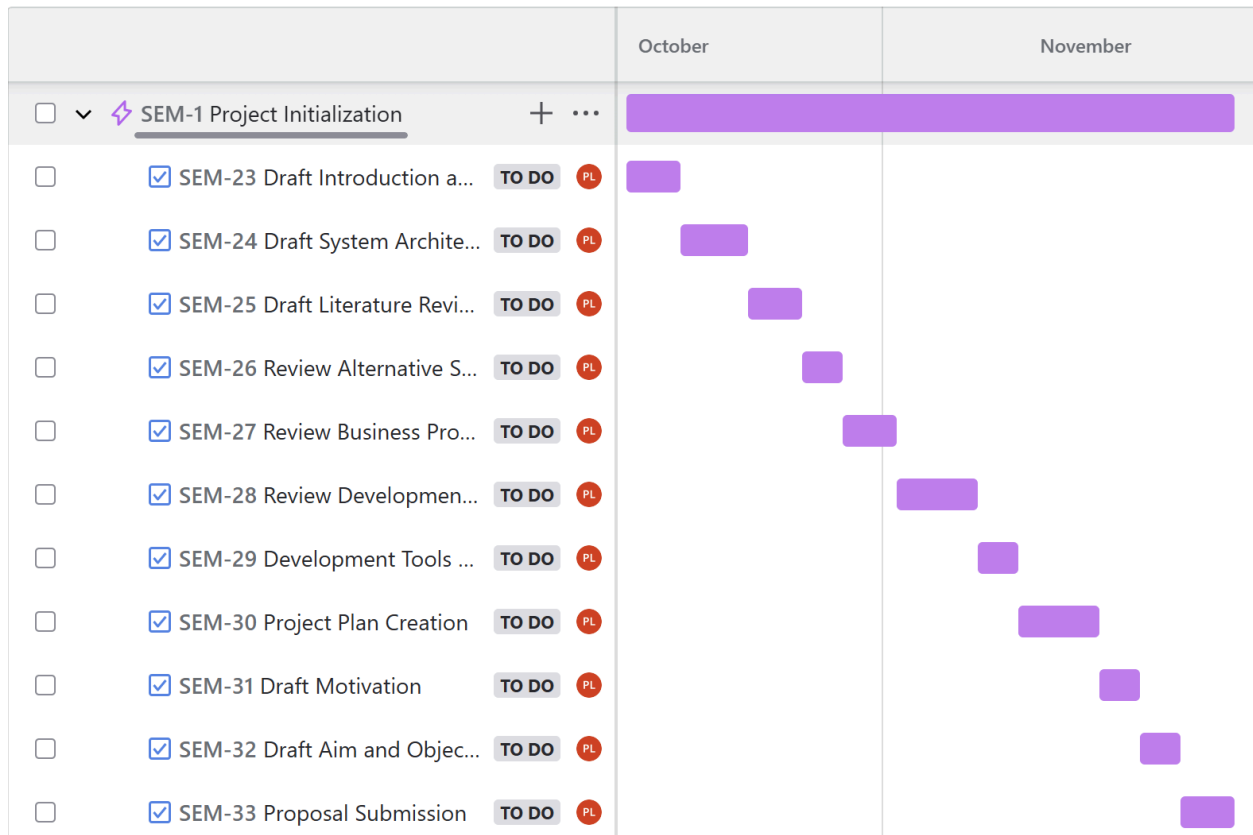 October November
SEM-1 Project Initialization
SEM-23 Draft Introduction a... TO DO PL
SEM-24 Draft System Archite... TO DO PL
SEM-25 Draft Literature Revi... TO DO PL
SEM-26 Review Alternative S... TO DO PL
SEM-27 Review Business Pro... TO DO PL
SEM-28 Review Developmen... TO DO PL
SEM-29 Development Tools ... TO DO PL
SEM-30 Project Plan Creation TO DO PL
SEM-31 Draft Motivation TO DO PL
SEM-32 Draft Aim and Objec... TO DO PL
SEM-33 Proposal Submission TO DO PL